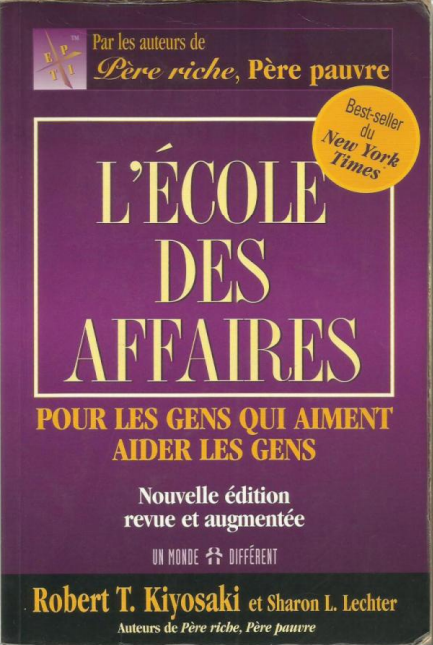 E P
T I
TM
Par les auteurs de
Père riche, Père pauvre
Best-seller
du
New York
Times
L'ÉCOLE
DES
AFFAIRES
POUR LES GENS QUI AIMENT
AIDER LES GENS
Nouvelle édition
revue et augmentée
UN MONDE DIFFÉRENT
Robert T. Kiyosaki et Sharon L. Lechter
Auteurs de Père riche, Père pauvre